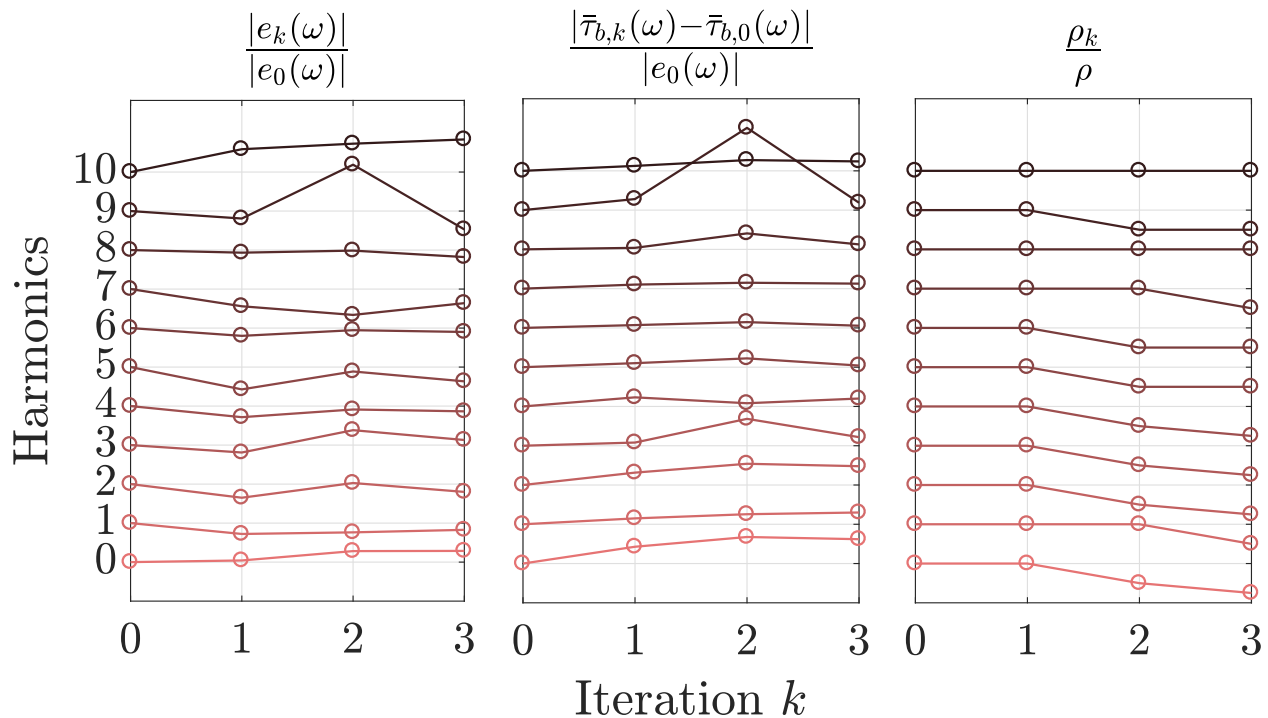 |e_k(ω)|
|e_0(ω)|
|τ̄_{b,k}(ω)−τ̄_{b,0}(ω)|
|e_0(ω)|
ρ_k
ρ
Harmonics
10
9
8
7
6
5
4
3
2
1
0
0 1 2 3
0 1 2 3
0 1 2 3
Iteration k